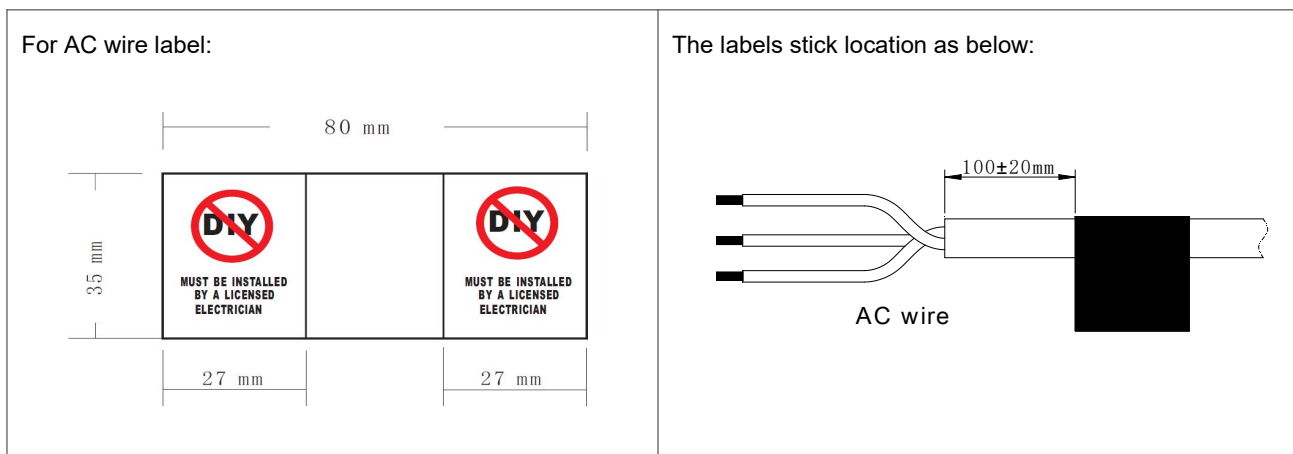 For AC wire label:
80 mm
35 mm
DIY
MUST BE INSTALLED
BY A LICENSED
ELECTRICIAN
DIY
MUST BE INSTALLED
BY A LICENSED
ELECTRICIAN
27 mm
27 mm
The labels stick location as below:
100±20mm
AC wire